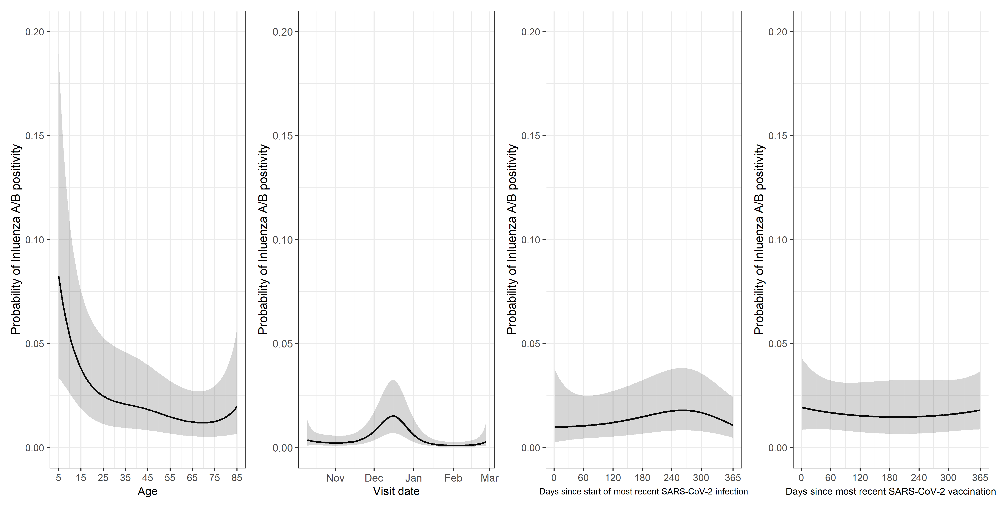 Probability of Inluenza A/B positivity
0.20
0.15
0.10
0.05
0.00
5 15 25 35 45 55 65 75 85
Age
Probability of Inluenza A/B positivity
0.20
0.15
0.10
0.05
0.00
Nov Dec Jan Feb Mar
Visit date
Probability of Inluenza A/B positivity
0.20
0.15
0.10
0.05
0.00
0 60 120 180 240 300 365
Days since start of most recent SARS-CoV-2 infection
Probability of Inluenza A/B positivity
0.20
0.15
0.10
0.05
0.00
0 60 120 180 240 300 365
Days since most recent SARS-CoV-2 vaccination